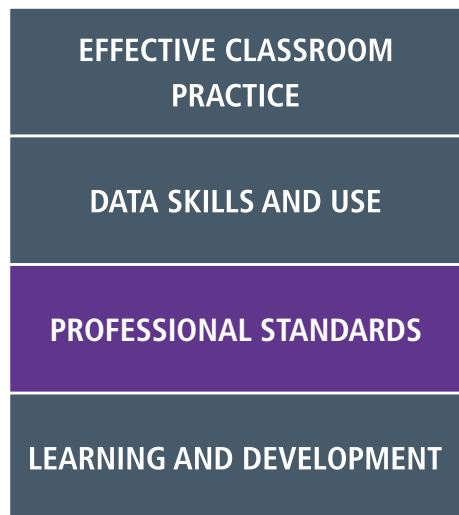 EFFECTIVE CLASSROOM
PRACTICE
DATA SKILLS AND USE
PROFESSIONAL STANDARDS
LEARNING AND DEVELOPMENT